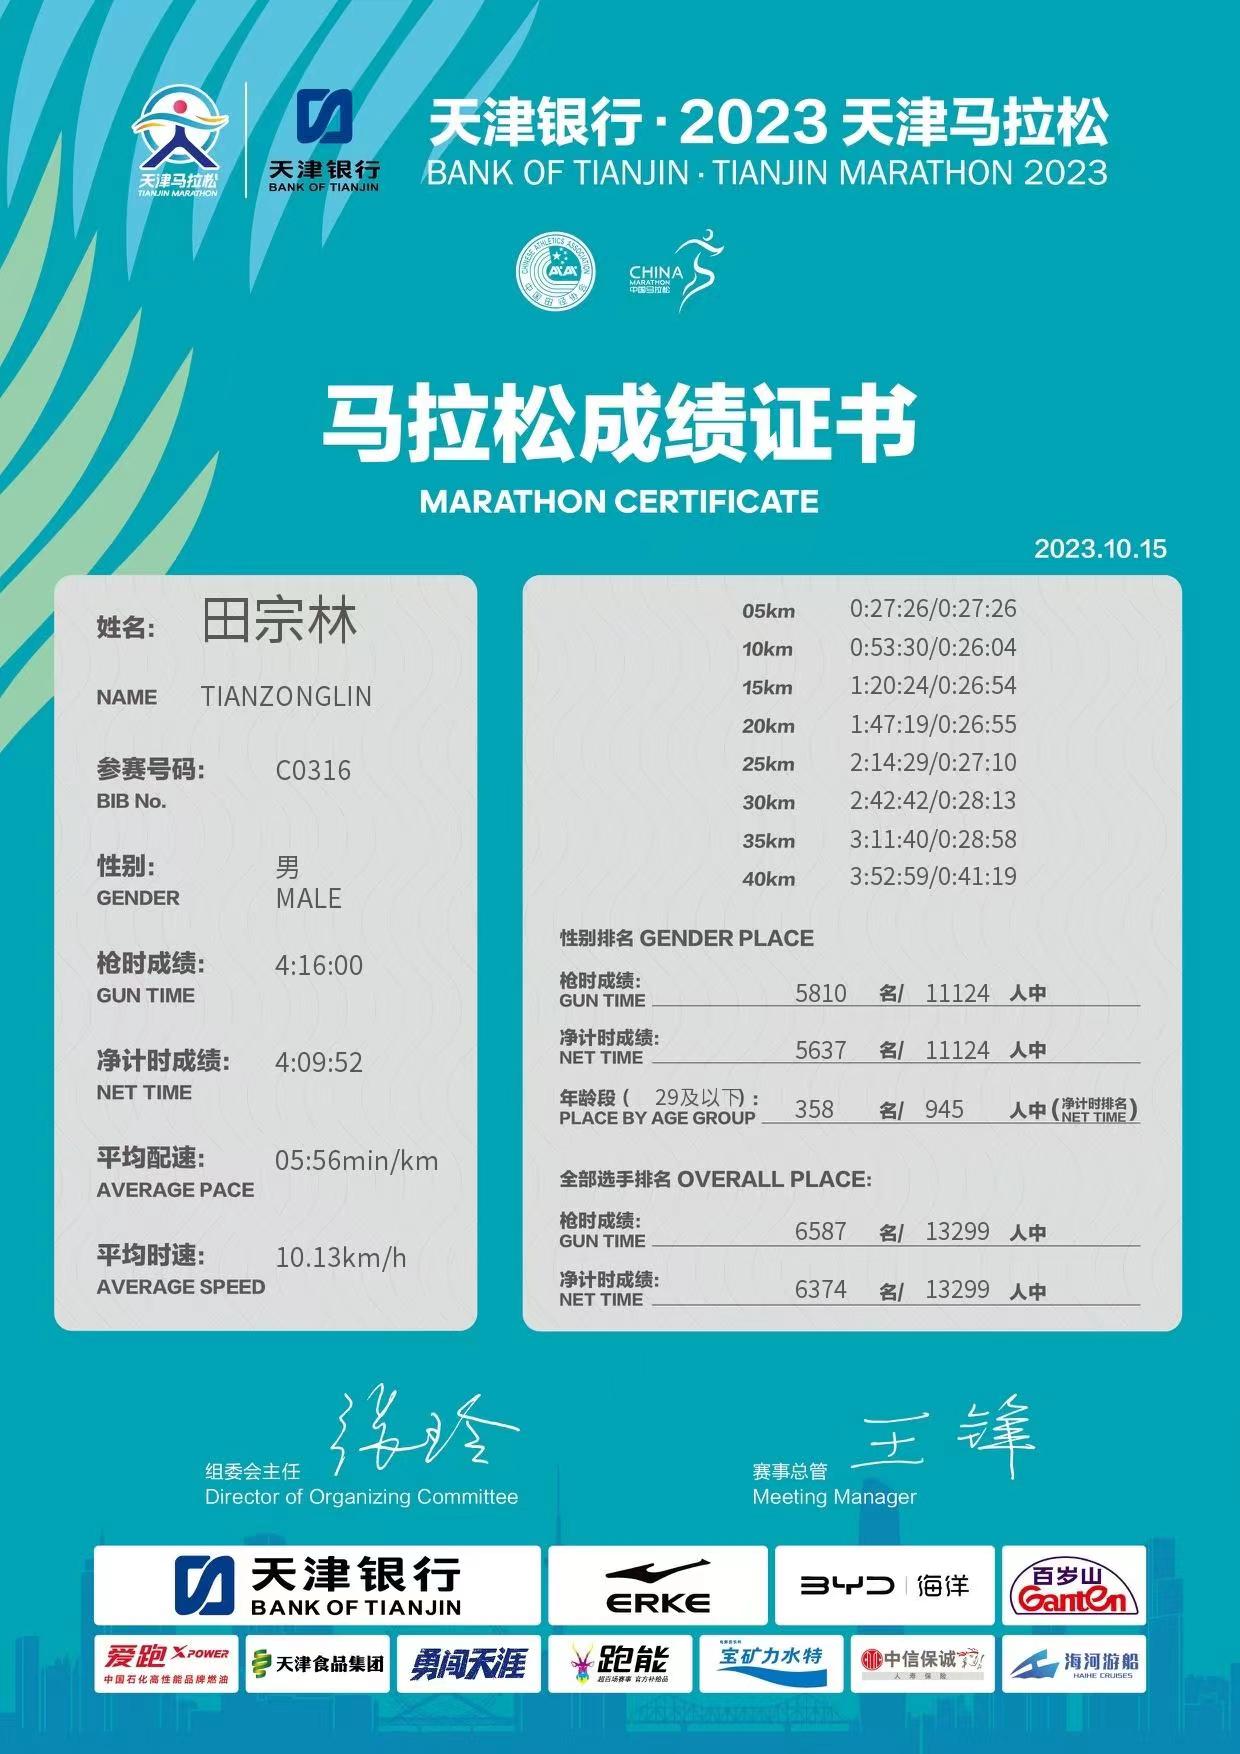 天津马拉松
TIANJIN MARATHON
天津银行
BANK OF TIANJIN
天津银行·2023天津马拉松
BANK OF TIANJIN·TIANJIN MARATHON 2023
CHINESE ATHLETICS ASSOCIATION
中国田径协会
CHINA
MARATHON
中国马拉松
马拉松成绩证书
MARATHON CERTIFICATE
2023.10.15
姓名: 田宗林
NAME TIANZONGLIN
参赛号码: C0316
BIB No.
性别: 男
GENDER MALE
枪时成绩: 4:16:00
GUN TIME
净计时成绩: 4:09:52
NET TIME
平均配速: 05:56min/km
AVERAGE PACE
平均时速: 10.13km/h
AVERAGE SPEED
05km 0:27:26/0:27:26
10km 0:53:30/0:26:04
15km 1:20:24/0:26:54
20km 1:47:19/0:26:55
25km 2:14:29/0:27:10
30km 2:42:42/0:28:13
35km 3:11:40/0:28:58
40km 3:52:59/0:41:19
性别排名 GENDER PLACE
枪时成绩:
GUN TIME 5810 名/ 11124 人中
净计时成绩:
NET TIME 5637 名/ 11124 人中
年龄段( 29及以下):
PLACE BY AGE GROUP 358 名/ 945 人中(净计时排名 NET TIME)
全部选手排名 OVERALL PLACE:
枪时成绩:
GUN TIME 6587 名/ 13299 人中
净计时成绩:
NET TIME 6374 名/ 13299 人中
张玲
组委会主任
Director of Organizing Committee
王锋
赛事总管
Meeting Manager
天津银行
BANK OF TIANJIN
ERKE
BYD | 海洋
百岁山
Ganten
爱跑 X POWER
中国石化高性能品牌燃油
天津食品集团
勇闯天涯
跑能
超百场赛事 官方补给品
宝矿力水特
中信保诚
人寿保险
海河游船
HAIHE CRUISES